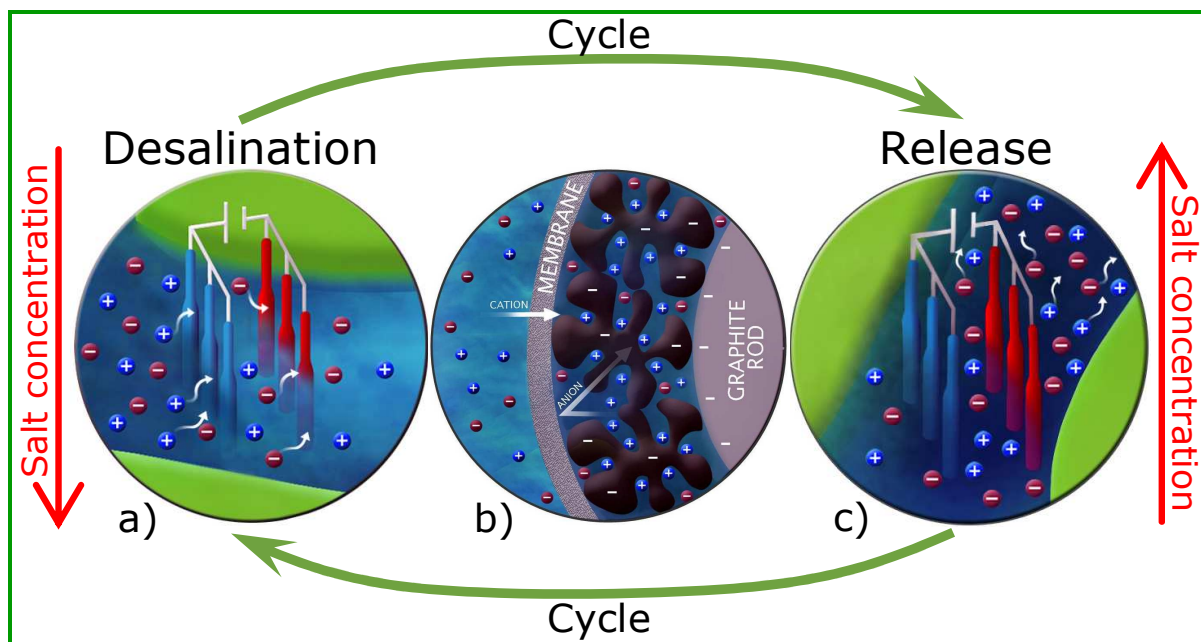 Cycle
Desalination
Release
Salt concentration
MEMBRANE
CATION
ANION
GRAPHITE
ROD
Salt concentration
a)
b)
c)
Cycle